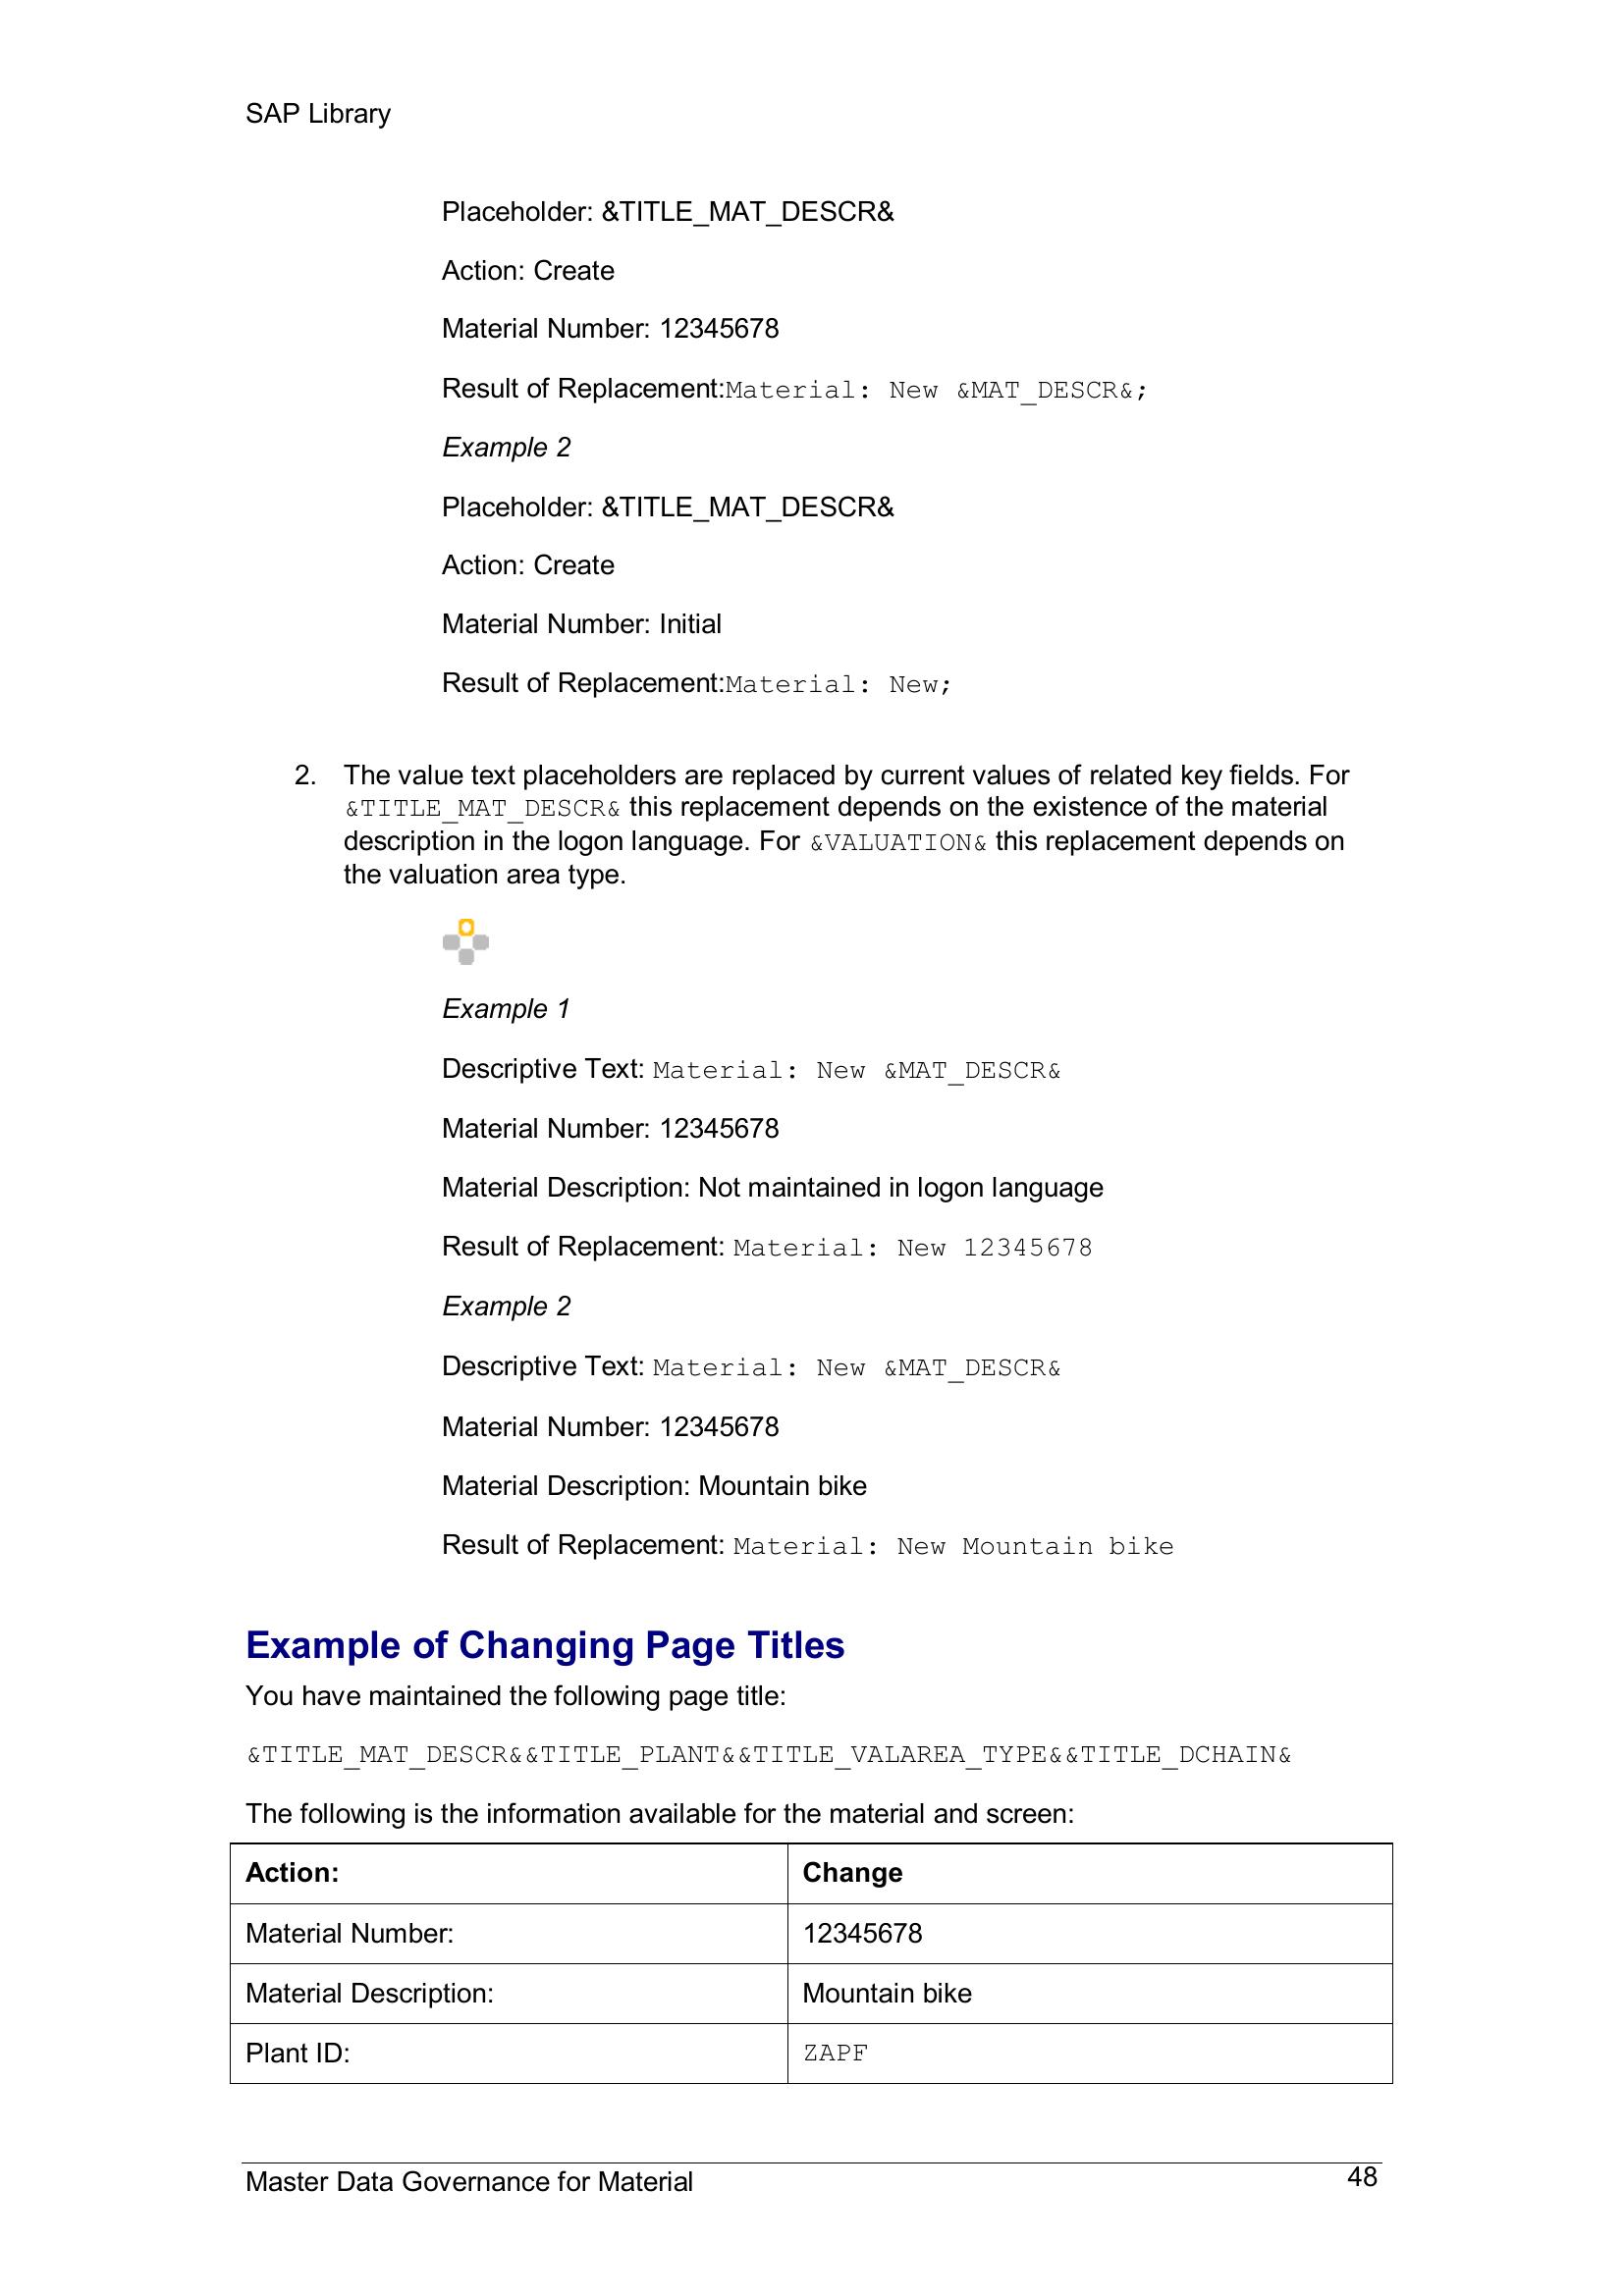 SAP Library
Placeholder: &TITLE_MAT_DESCR&
Action: Create
Material Number: 12345678
Result of Replacement:Material: New &MAT_DESCR&;
Example 2
Placeholder: &TITLE_MAT_DESCR&
Action: Create
Material Number: Initial
Result of Replacement:Material: New;
2. The value text placeholders are replaced by current values of related key fields. For
&TITLE_MAT_DESCR& this replacement depends on the existence of the material
description in the logon language. For &VALUATION& this replacement depends on
the valuation area type.
Example 1
Descriptive Text: Material: New &MAT_DESCR&
Material Number: 12345678
Material Description: Not maintained in logon language
Result of Replacement: Material: New 12345678
Example 2
Descriptive Text: Material: New &MAT_DESCR&
Material Number: 12345678
Material Description: Mountain bike
Result of Replacement: Material: New Mountain bike
Example of Changing Page Titles
You have maintained the following page title:
&TITLE_MAT_DESCR&&TITLE_PLANT&&TITLE_VALAREA_TYPE&&TITLE_DCHAIN&
The following is the information available for the material and screen:
Action: Change
Material Number: 12345678
Material Description: Mountain bike
Plant ID: ZAPF
Master Data Governance for Material 48